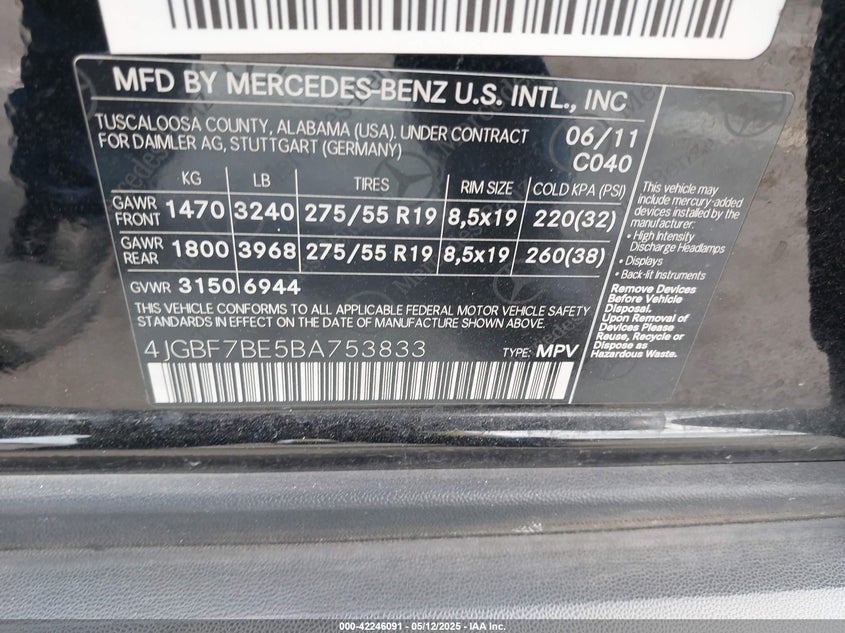 MFD BY MERCEDES-BENZ U.S. INTL., INC
TUSCALOOSA COUNTY, ALABAMA (USA). UNDER CONTRACT
FOR DAIMLER AG, STUTTGART (GERMANY)
06/11
C040
KG LB TIRES RIM SIZE COLD KPA (PSI)
GAWR FRONT 1470 3240 275/55 R19 8,5x19 220(32)
GAWR REAR 1800 3968 275/55 R19 8,5x19 260(38)
GVWR 3150 6944
THIS VEHICLE CONFORMS TO ALL APPLICABLE FEDERAL MOTOR VEHICLE SAFETY
STANDARDS IN EFFECT ON THE DATE OF MANUFACTURE SHOWN ABOVE.
4JGBF7BE5BA753833 TYPE: MPV
This vehicle may
include mercury-added
devices installed by the
manufacturer:
• High Intensity
Discharge Headlamps
• Displays
• Back-lit Instruments
Remove Devices
Before Vehicle
Disposal.
Upon Removal of
Devices Please
Reuse, Recycle or
Dispose as
Hazardous Waste.
000-42246091 - 05/12/2025 - IAA Inc.